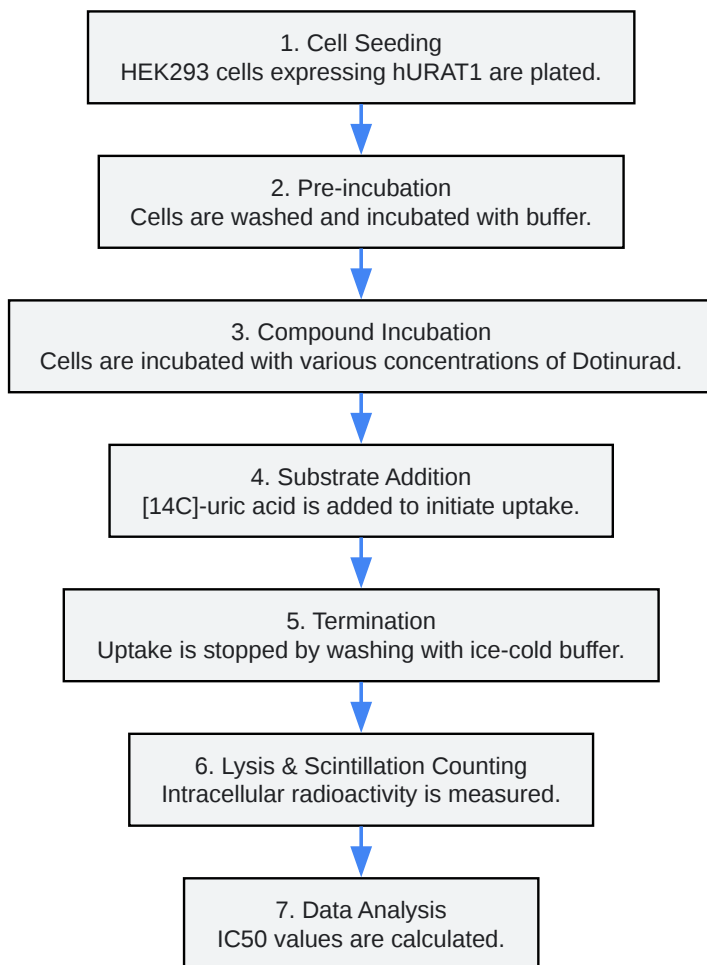 1. Cell Seeding
HEK293 cells expressing hURAT1 are plated.
2. Pre-incubation
Cells are washed and incubated with buffer.
3. Compound Incubation
Cells are incubated with various concentrations of Dotinurad.
4. Substrate Addition
[14C]-uric acid is added to initiate uptake.
5. Termination
Uptake is stopped by washing with ice-cold buffer.
6. Lysis & Scintillation Counting
Intracellular radioactivity is measured.
7. Data Analysis
IC50 values are calculated.